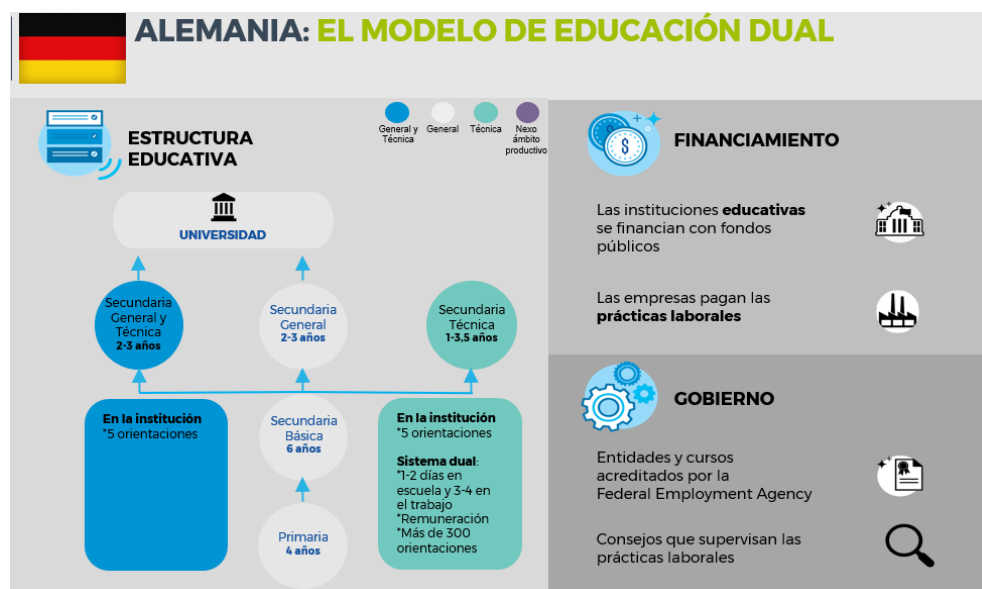 ALEMANIA: EL MODELO DE EDUCACIÓN DUAL
ESTRUCTURA
EDUCATIVA
General y
Técnica
General
Técnica
Nexo
ámbito
productivo
UNIVERSIDAD
Secundaria
General y
Técnica
2-3 años
Secundaria
General
2-3 años
Secundaria
Técnica
1-3,5 años
En la institución
*5 orientaciones
Secundaria
Básica
6 años
Primaria
4 años
En la institución
*5 orientaciones
Sistema dual:
*1-2 días en
escuela y 3-4 en
el trabajo
*Remuneración
*Más de 300
orientaciones
FINANCIAMIENTO
Las instituciones educativas
se financian con fondos
públicos
Las empresas pagan las
prácticas laborales
GOBIERNO
Entidades y cursos
acreditados por la
Federal Employment Agency
Consejos que supervisan las
prácticas laborales